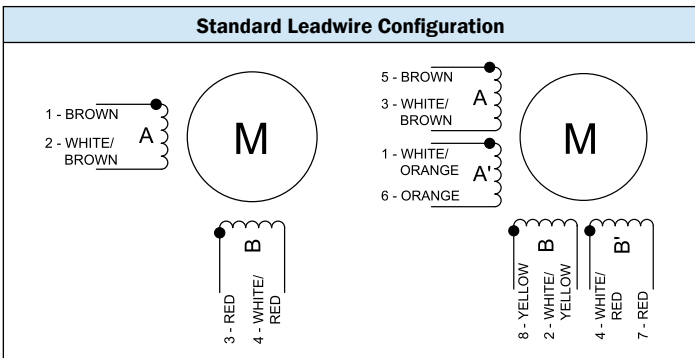 Standard Leadwire Configuration
1 - BROWN
2 - WHITE/
BROWN
A
M
B
3 - RED
4 - WHITE/
RED
5 - BROWN
3 - WHITE/
BROWN
A
1 - WHITE/
ORANGE
A'
6 - ORANGE
M
B
B'
8 - YELLOW
2 - WHITE/
YELLOW
4 - WHITE/
RED
7 - RED